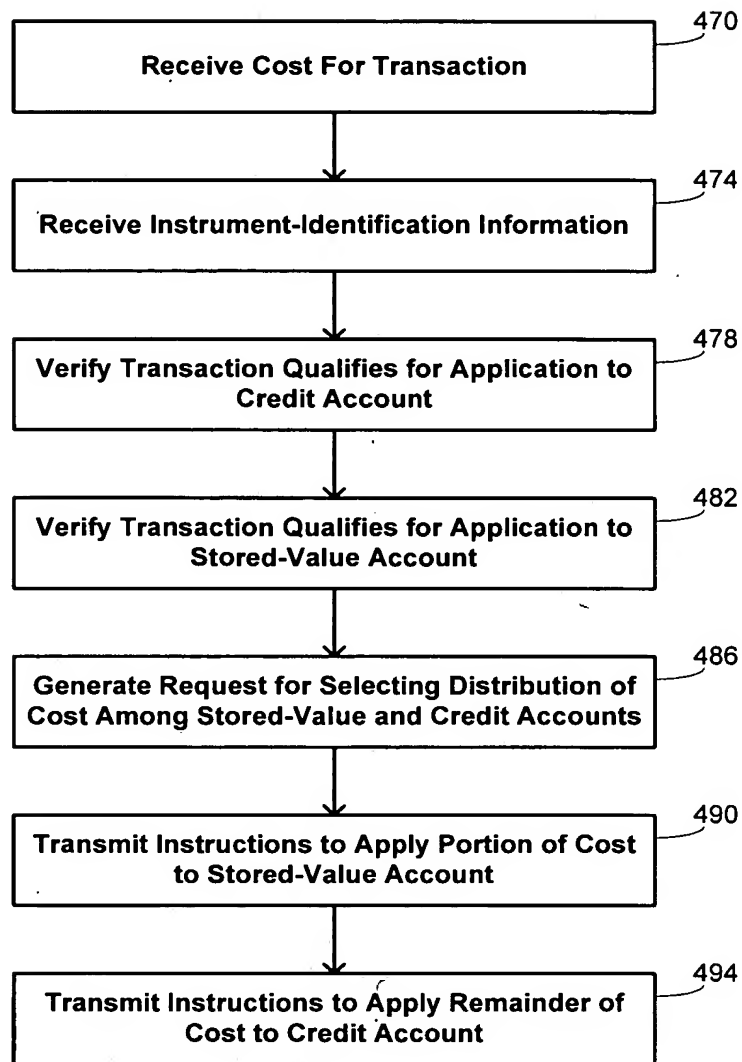 470
Receive Cost For Transaction
474
Receive Instrument-Identification Information
478
Verify Transaction Qualifies for Application to
Credit Account
482
Verify Transaction Qualifies for Application to
Stored-Value Account
486
Generate Request for Selecting Distribution of
Cost Among Stored-Value and Credit Accounts
490
Transmit Instructions to Apply Portion of Cost
to Stored-Value Account
494
Transmit Instructions to Apply Remainder of
Cost to Credit Account